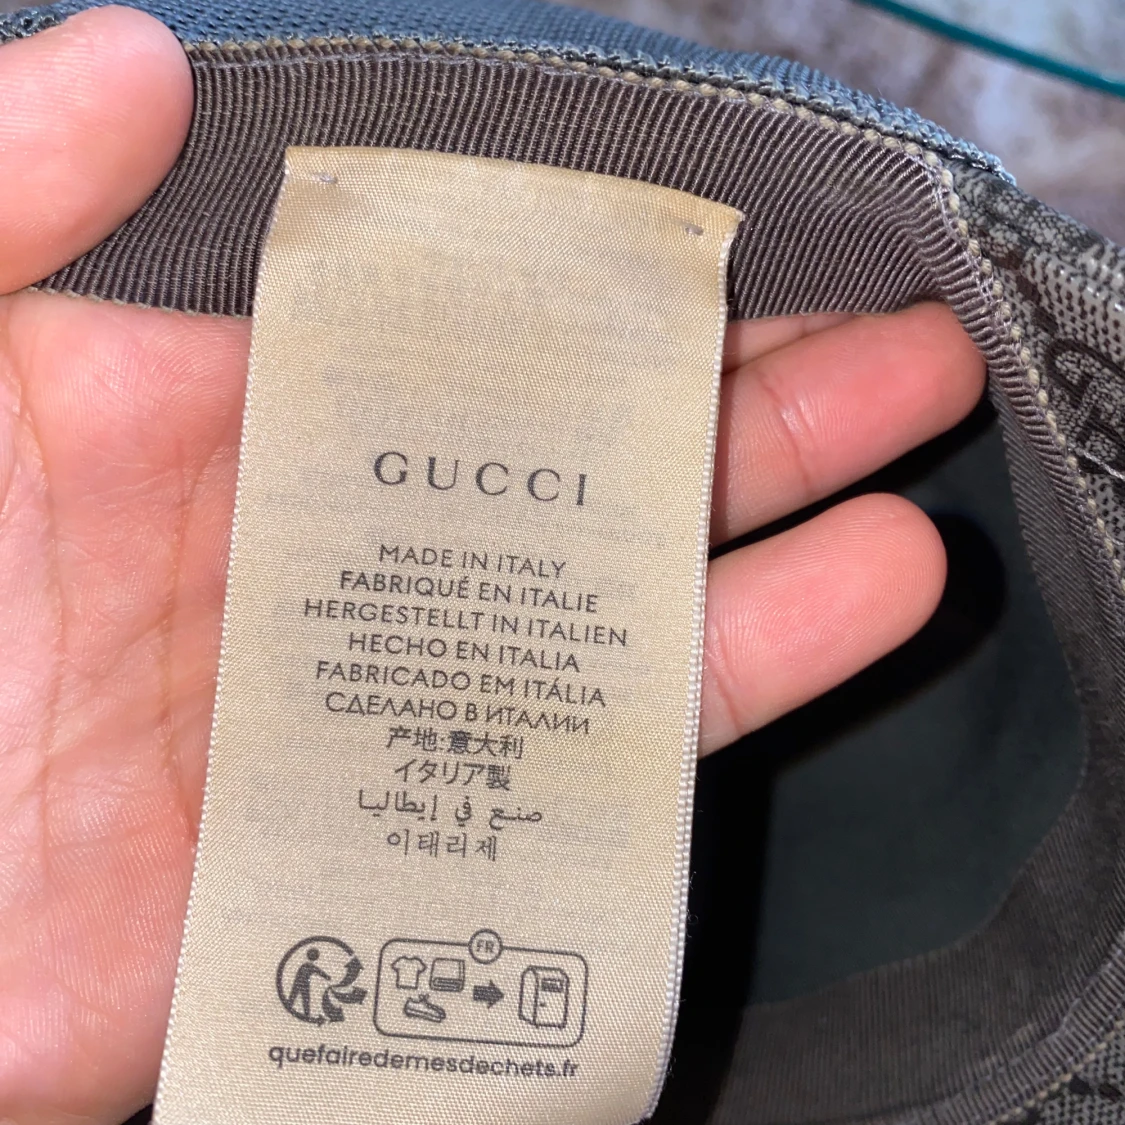 GUCCI
MADE IN ITALY
FABRIQUÉ EN ITALIE
HERGESTELLT IN ITALIEN
HECHO EN ITALIA
FABRICADO EM ITÁLIA
СДЕЛАНО В ИТАЛИИ
产地:意大利
イタリア製
صنع في إيطاليا
이태리제
FR
quefairedemesdechets.fr